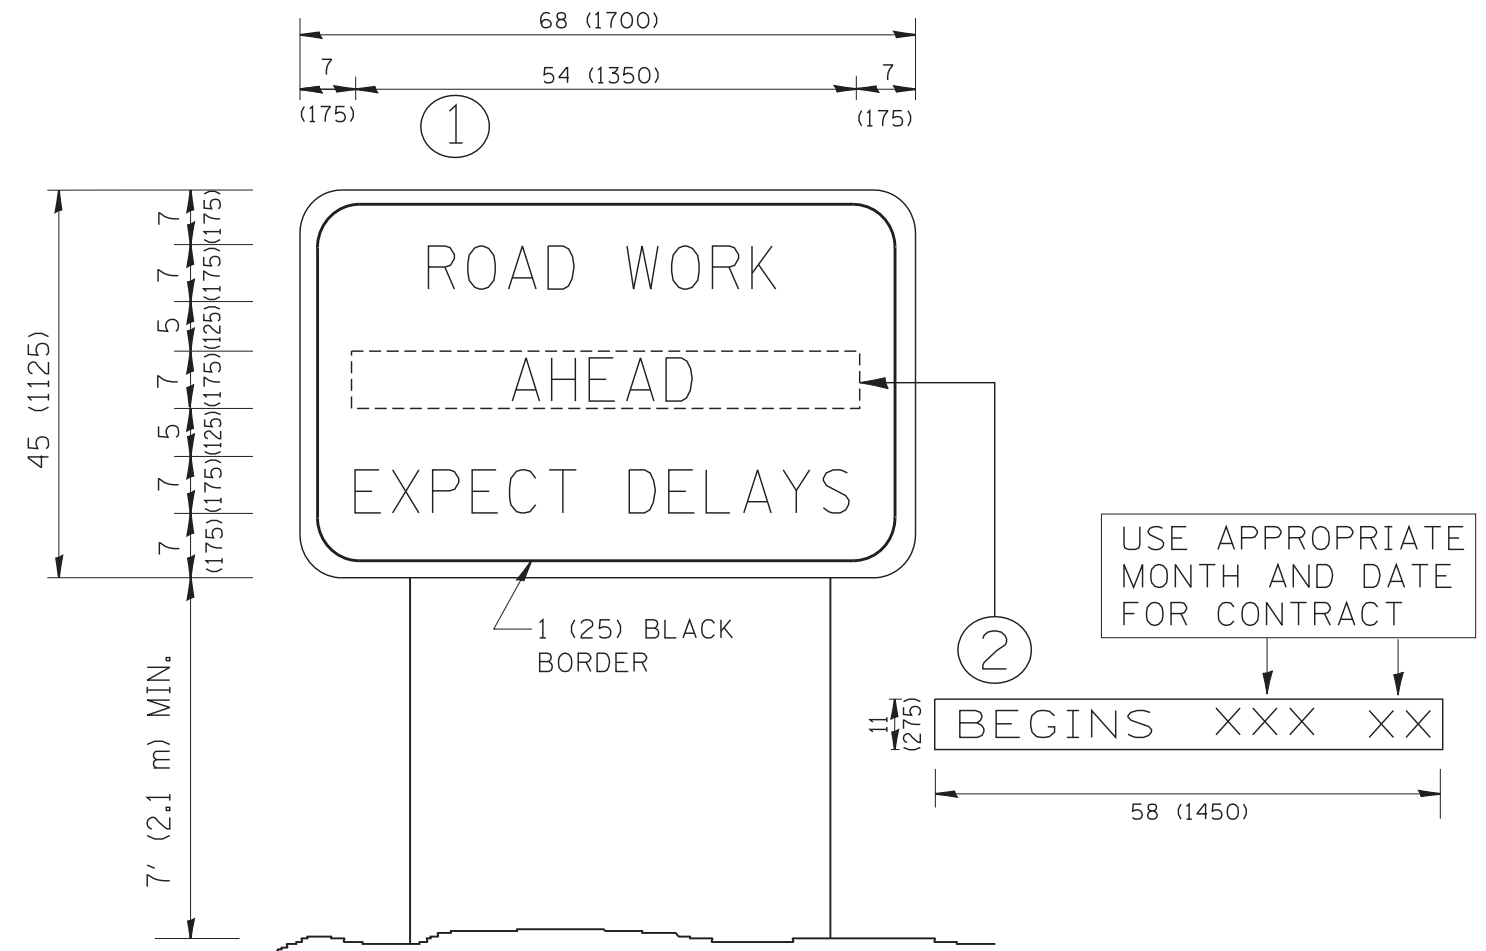 68 (1700)
7
54 (1350)
7
(175)
(175)
1
45 (1125)
7
(175)
7
(175)
5
(125)
7
(175)
5
(125)
7
(175)
7
(175)
ROAD WORK
AHEAD
EXPECT DELAYS
1 (25) BLACK
BORDER
7' (2.1 m) MIN.
USE APPROPRIATE
MONTH AND DATE
FOR CONTRACT
2
11
(275)
BEGINS XXX XX
58 (1450)